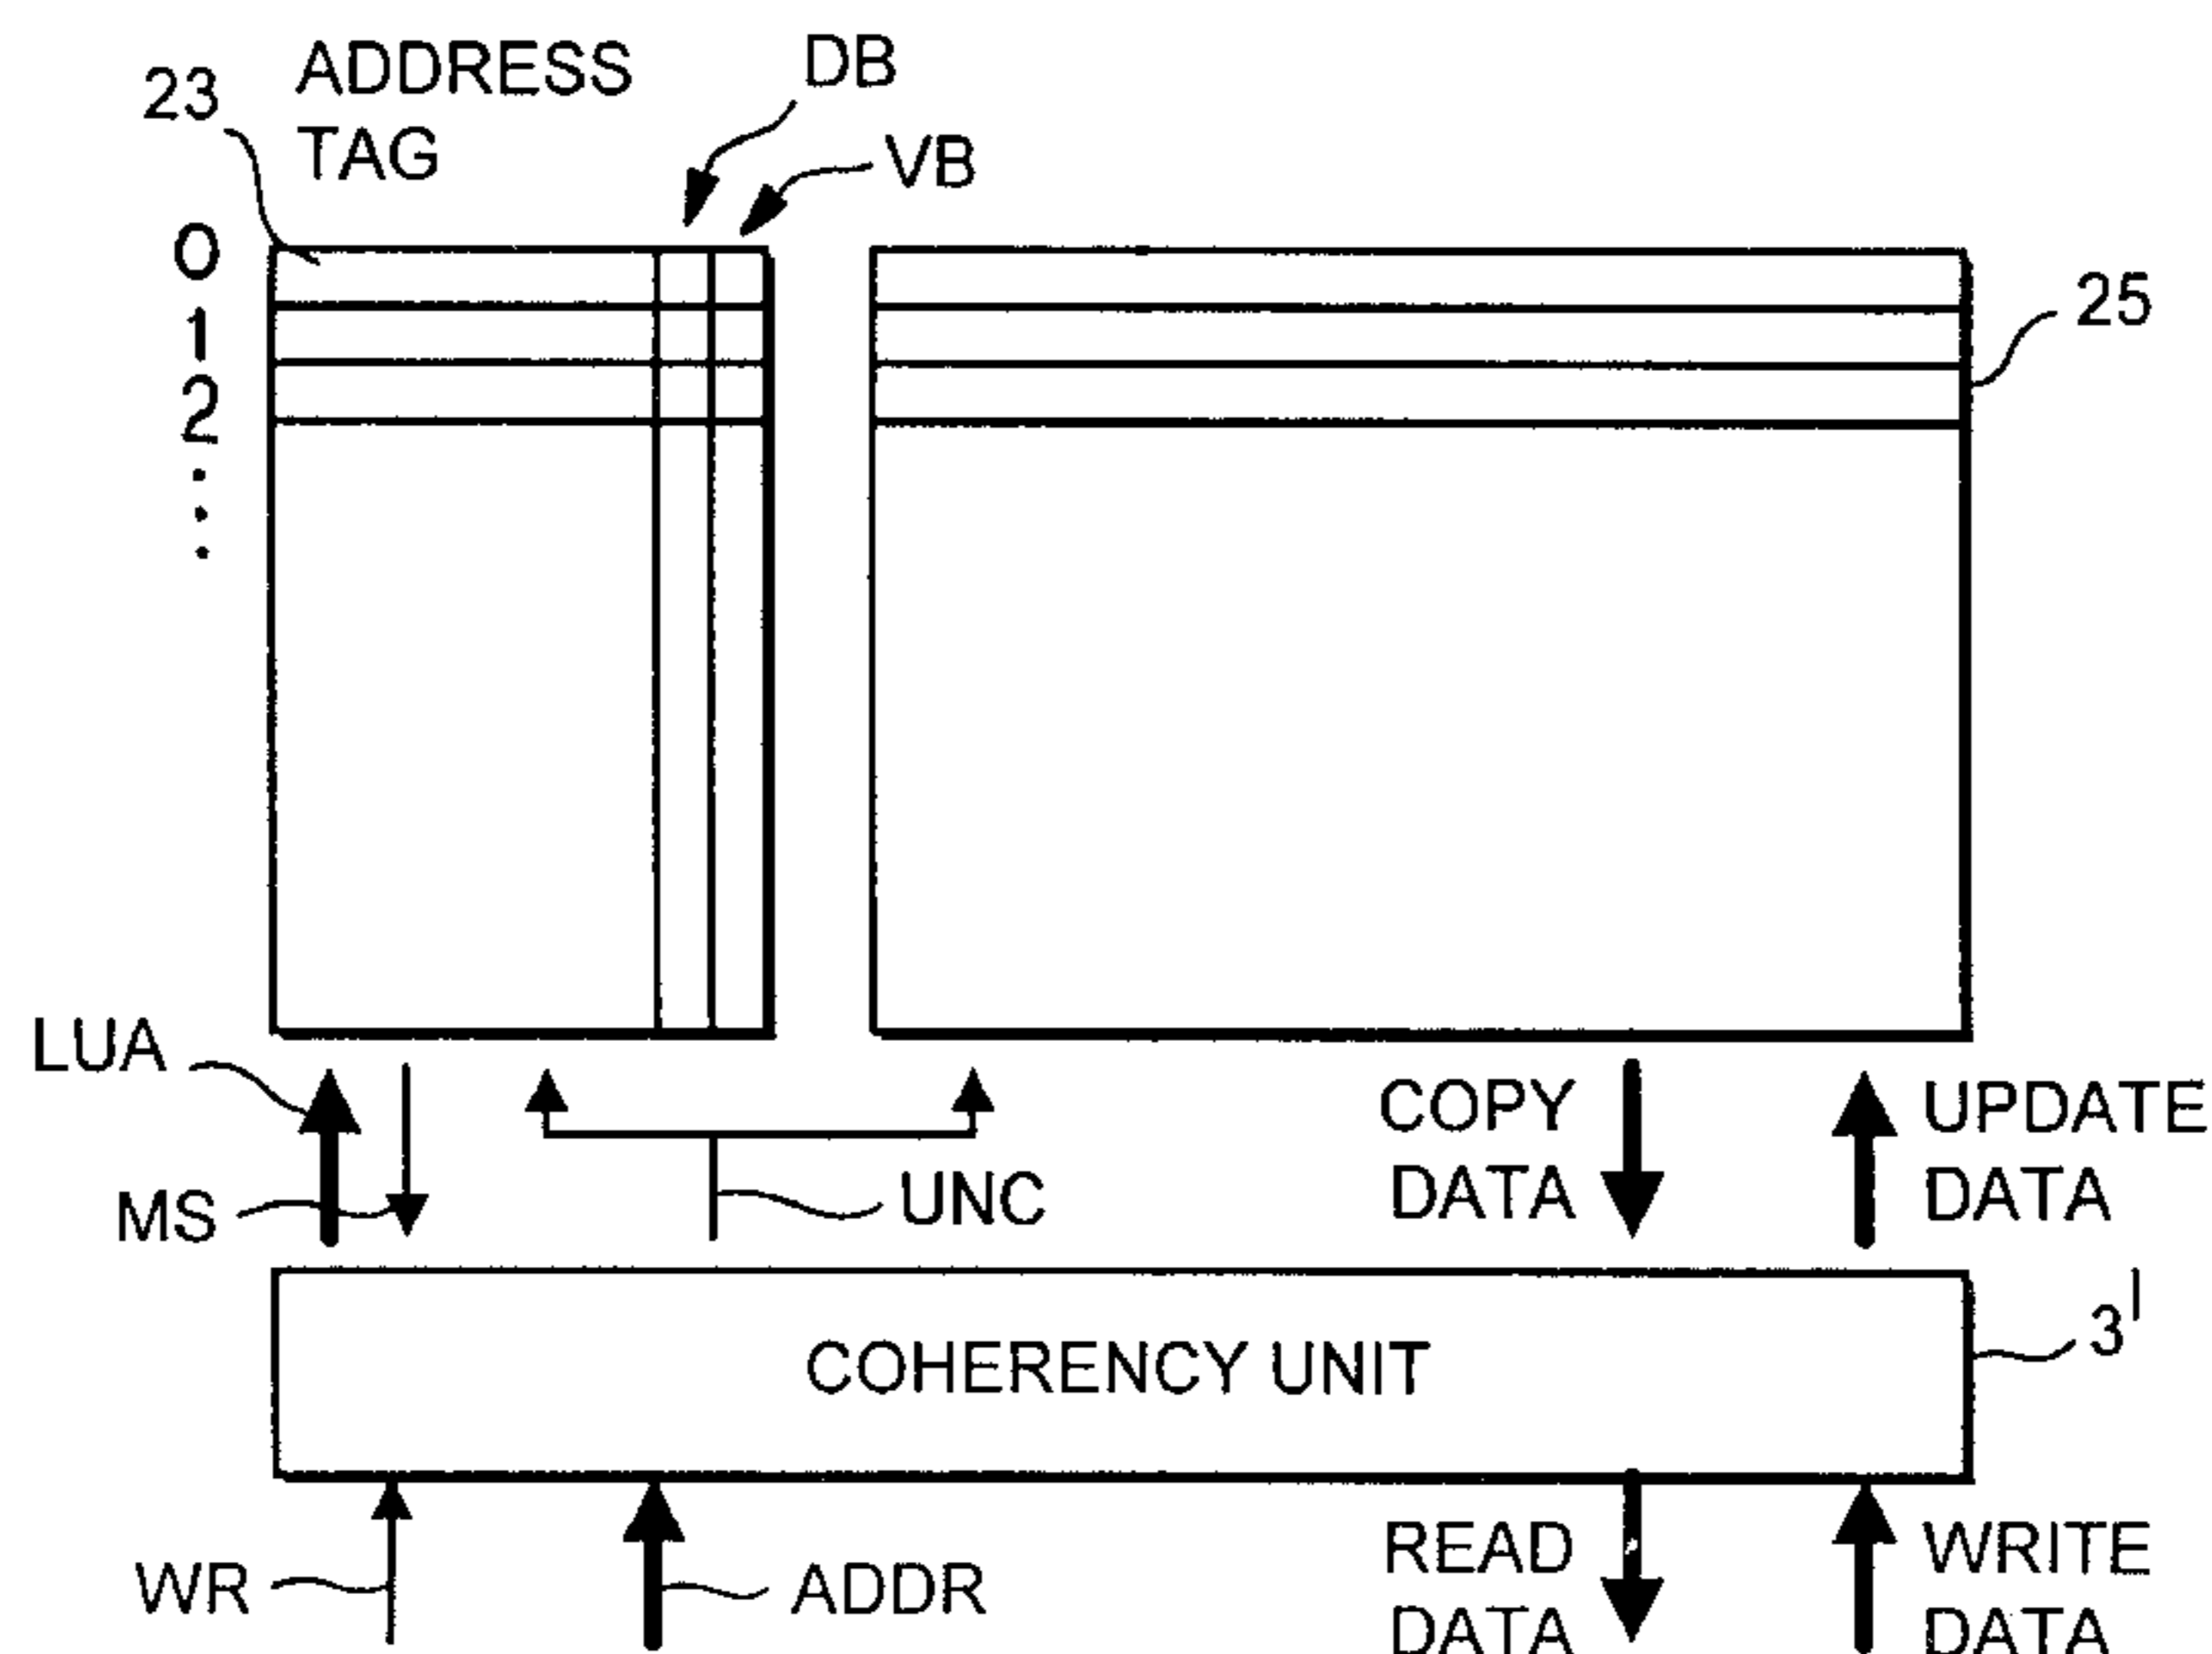 23
ADDRESS
TAG
DB
VB
0
1
2
25
LUA
MS
UNC
COPY
DATA
UPDATE
DATA
COHERENCY UNIT
3'
WR
ADDR
READ
DATA
WRITE
DATA